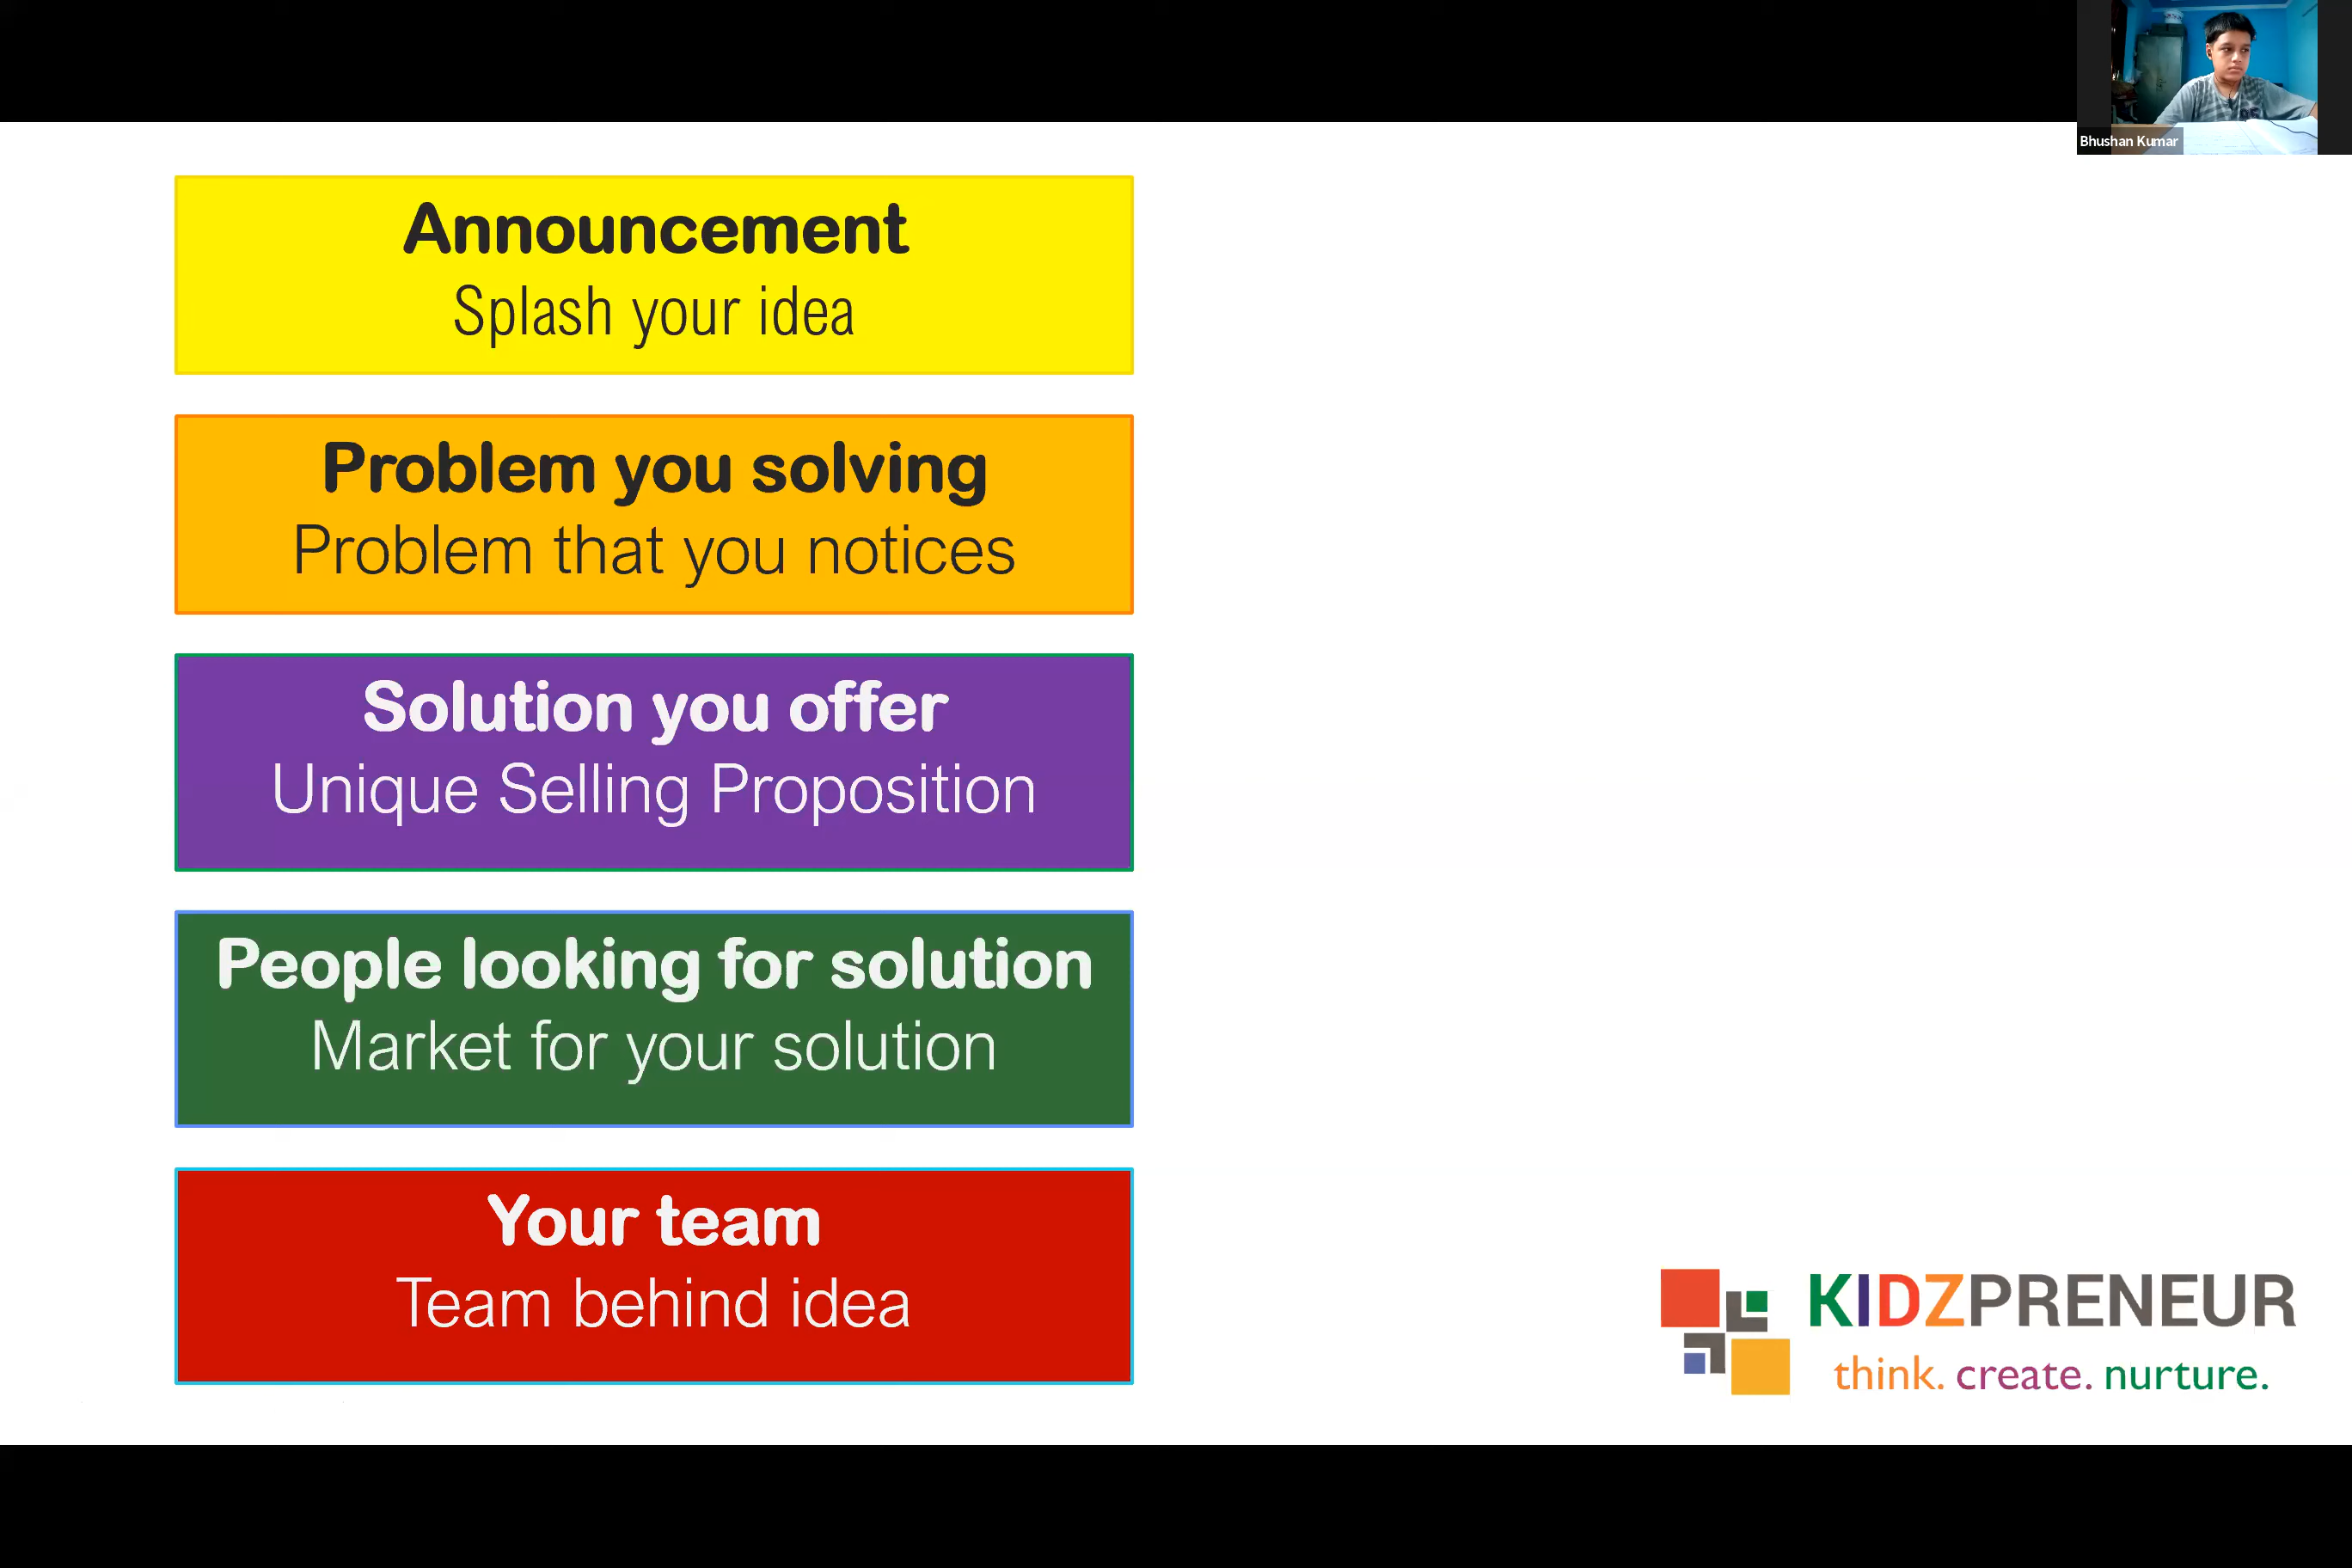 Bhushan Kumar
Announcement
Splash your idea
Problem you solving
Problem that you notices
Solution you offer
Unique Selling Proposition
People looking for solution
Market for your solution
Your team
Team behind idea
KIDZPRENEUR
think. create. nurture.